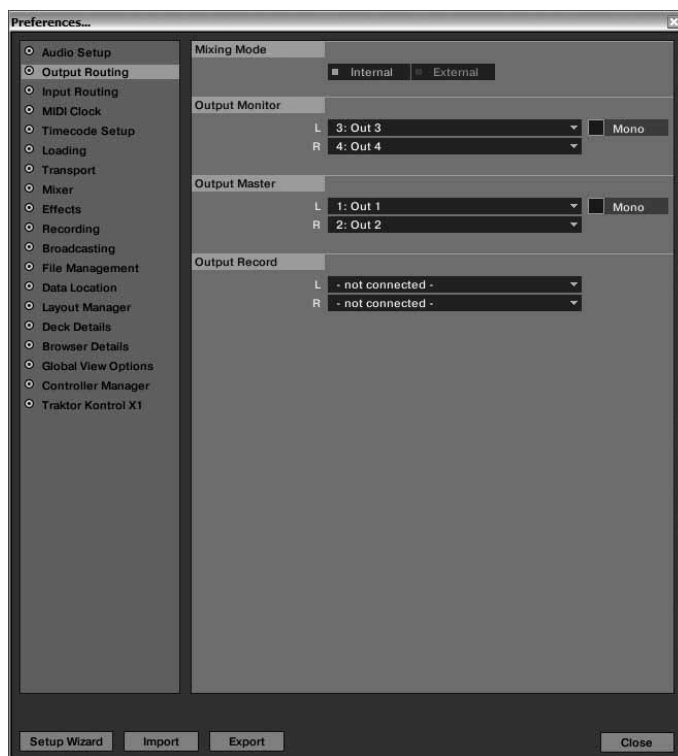 Preferences...
Audio Setup
Output Routing
Input Routing
MIDI Clock
Timecode Setup
Loading
Transport
Mixer
Effects
Recording
Broadcasting
File Management
Data Location
Layout Manager
Deck Details
Browser Details
Global View Options
Controller Manager
Traktor Kontrol X1
Mixing Mode
Internal External
Output Monitor
L 3: Out 3 Mono
R 4: Out 4
Output Master
L 1: Out 1 Mono
R 2: Out 2
Output Record
L - not connected -
R - not connected -
Setup Wizard Import Export Close